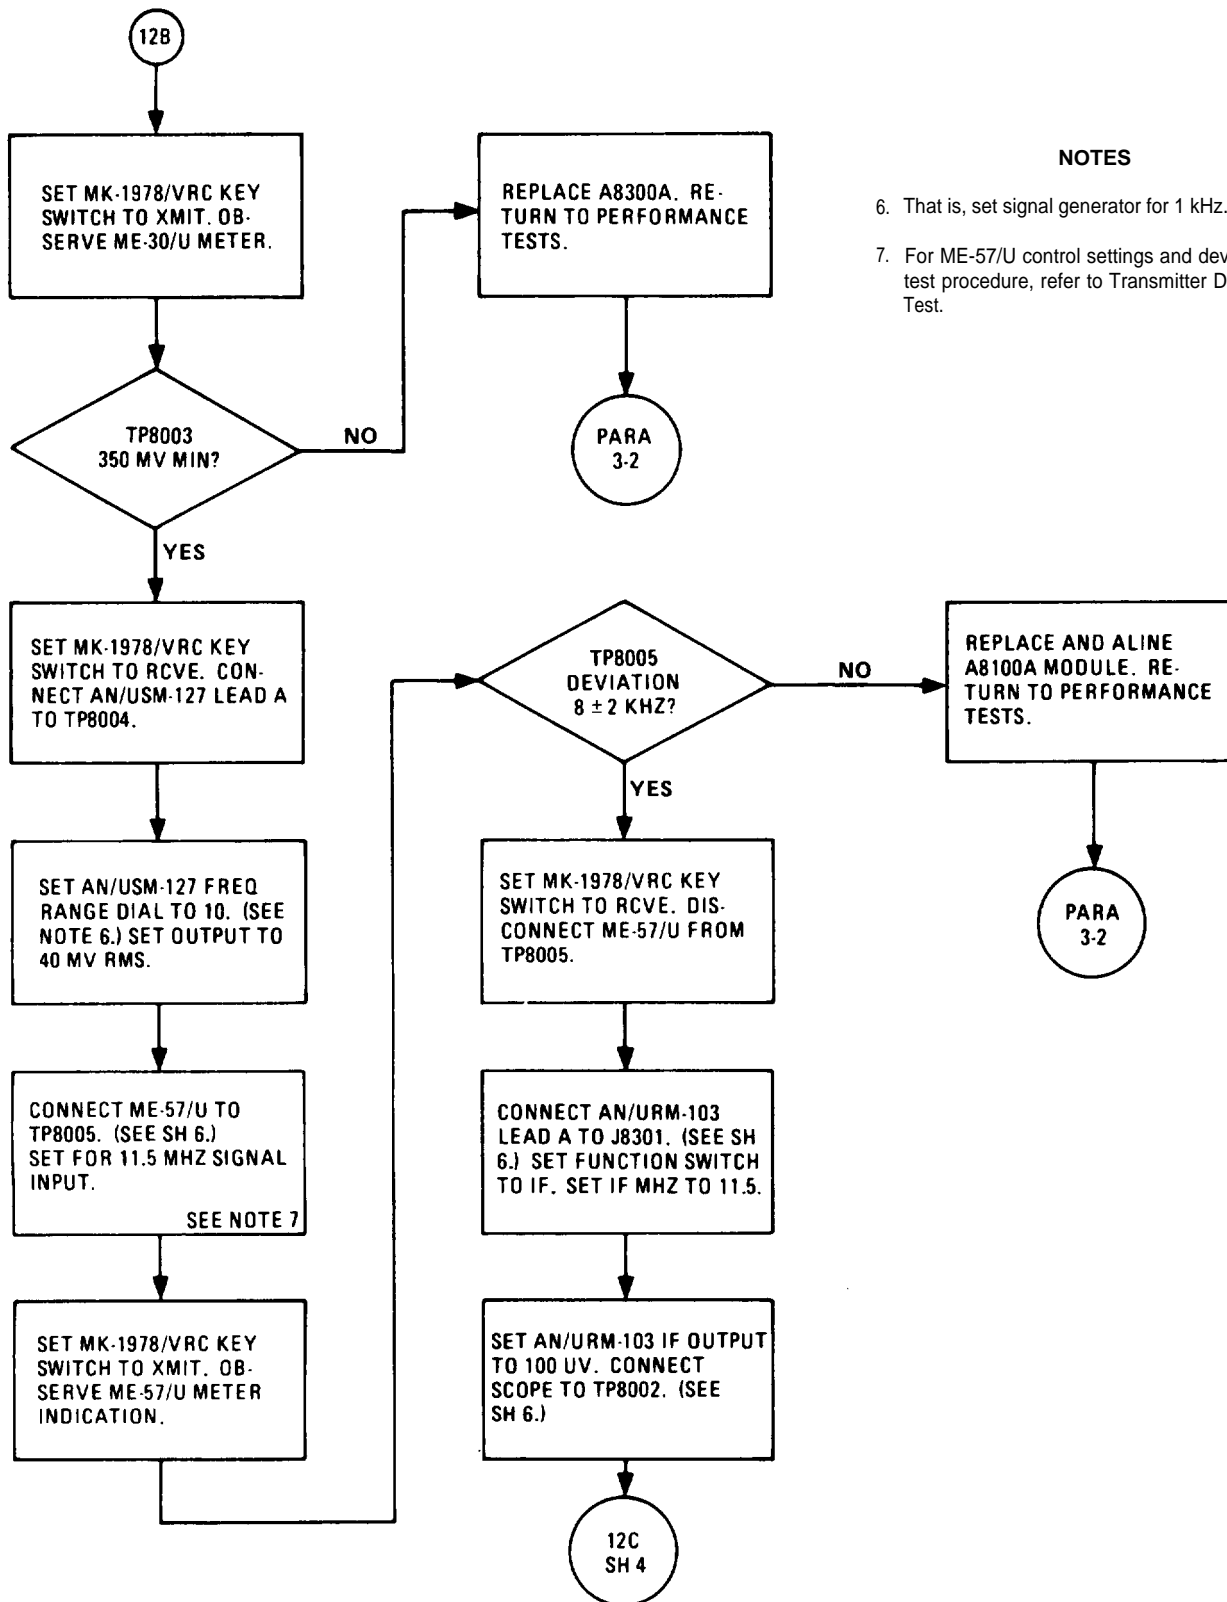 12B
SET MK-1978/VRC KEY
SWITCH TO XMIT. OB-
SERVE ME-30/U METER.
TP8003
350 MV MIN?
NO
YES
REPLACE A8300A. RE-
TURN TO PERFORMANCE
TESTS.
PARA
3-2
NOTES
6. That is, set signal generator for 1 kHz.
7. For ME-57/U control settings and dev
test procedure, refer to Transmitter D
Test.
SET MK-1978/VRC KEY
SWITCH TO RCVE. CON-
NECT AN/USM-127 LEAD A
TO TP8004.
SET AN/USM-127 FREQ
RANGE DIAL TO 10. (SEE
NOTE 6.) SET OUTPUT TO
40 MV RMS.
CONNECT ME-57/U TO
TP8005. (SEE SH 6.)
SET FOR 11.5 MHZ SIGNAL
INPUT.
SEE NOTE 7
SET MK-1978/VRC KEY
SWITCH TO XMIT. OB-
SERVE ME-57/U METER
INDICATION.
TP8005
DEVIATION
8 ± 2 KHZ?
NO
YES
REPLACE AND ALINE
A8100A MODULE. RE-
TURN TO PERFORMANCE
TESTS.
PARA
3-2
SET MK-1978/VRC KEY
SWITCH TO RCVE. DIS-
CONNECT ME-57/U FROM
TP8005.
CONNECT AN/URM-103
LEAD A TO J8301. (SEE SH
6.) SET FUNCTION SWITCH
TO IF. SET IF MHZ TO 11.5.
SET AN/URM-103 IF OUTPUT
TO 100 UV. CONNECT
SCOPE TO TP8002. (SEE
SH 6.)
12C
SH 4